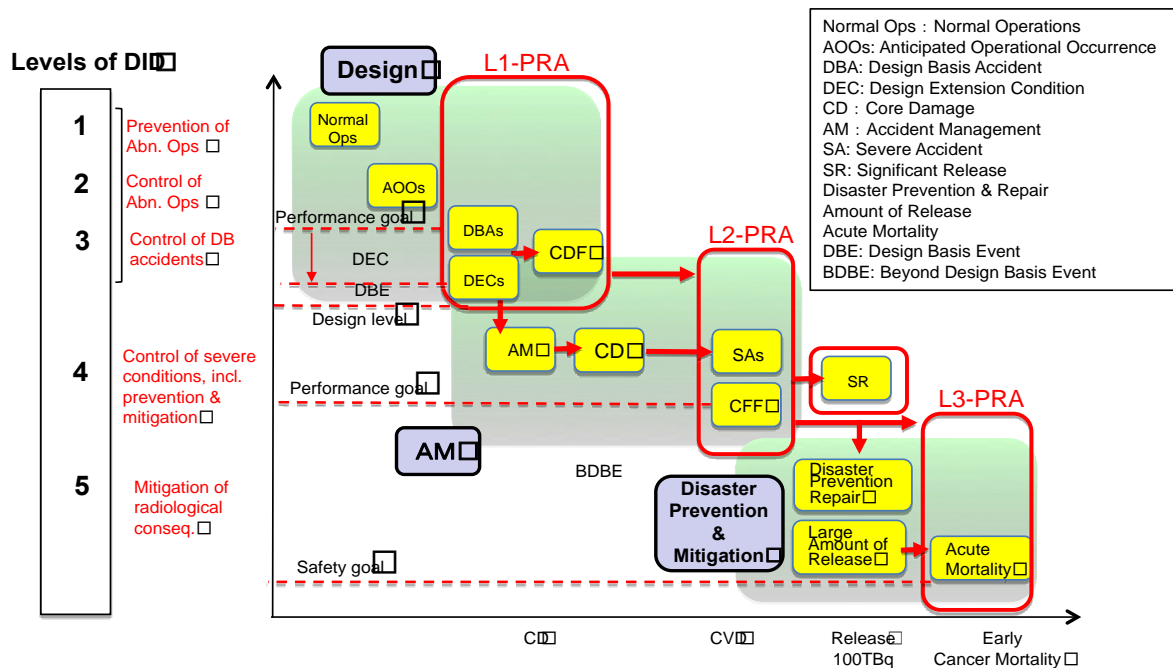 Levels of DID□
1
Prevention of
Abn. Ops □
2
Control of
Abn. Ops □
3
Control of DB
accidents □
4
Control of severe
conditions, incl.
prevention &
mitigation □
5
Mitigation of
radiological
conseq. □
Design□
L1-PRA
Normal
Ops
AOOs
Performance goal□
DBAs
CDF□
DEC
DECs
DBE
Design level□
L2-PRA
AM□
CD□
SAs
SR
Performance goal□
CFF□
L3-PRA
AM□
BDBE
Disaster
Prevention
&
Mitigation□
Disaster
Prevention
Repair□
Large
Amount of
Release□
Acute
Mortality□
Safety goal□
CD□
CVD□
Release□
100TBq
Early
Cancer Mortality □
Normal Ops : Normal Operations
AOOs: Anticipated Operational Occurrence
DBA: Design Basis Accident
DEC: Design Extension Condition
CD : Core Damage
AM : Accident Management
SA: Severe Accident
SR: Significant Release
Disaster Prevention & Repair
Amount of Release
Acute Mortality
DBE: Design Basis Event
BDBE: Beyond Design Basis Event